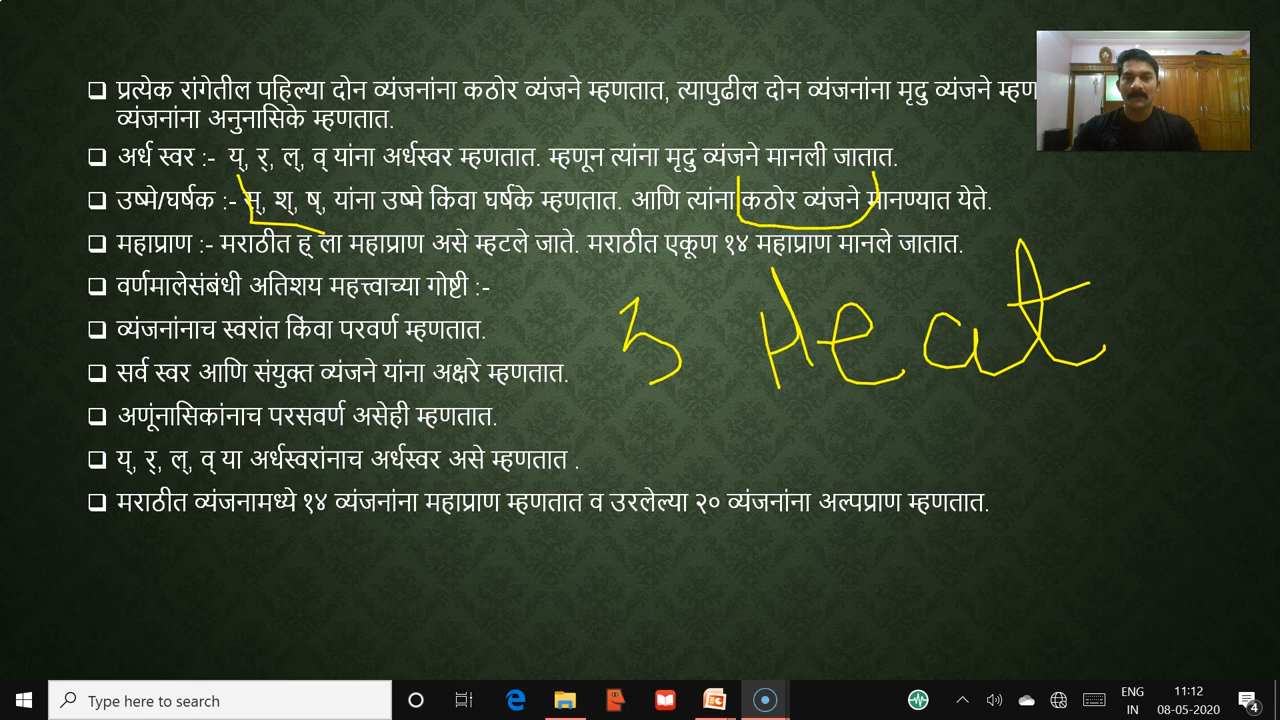 प्रत्येक रांगेतील पहिल्या दोन व्यंजनांना कठोर व्यंजने म्हणतात, त्यापुढील दोन व्यंजनांना मृदु व्यंजने
व्यंजनांना अनुनासिके म्हणतात.
अर्ध स्वर :- य्, र्, ल्, व् यांना अर्धस्वर म्हणतात. म्हणून त्यांना मृदु व्यंजने मानली जातात.
उष्मे/घर्षक :- स्, श्, ष्, यांना उष्मे किंवा घर्षके म्हणतात. आणि त्यांना कठोर व्यंजने मानण्यात येते.
महाप्राण :- मराठीत ह् ला महाप्राण असे म्हटले जाते. मराठीत एकूण १४ महाप्राण मानले जातात.
वर्णमालेसंबंधी अतिशय महत्त्वाच्या गोष्टी :-
व्यंजनांनाच स्वरांत किंवा परवर्ण म्हणतात.
सर्व स्वर आणि संयुक्त व्यंजने यांना अक्षरे म्हणतात.
अणूंनासिकांनाच परसवर्ण असेही म्हणतात.
य्, र्, ल्, व् या अर्धस्वरांनाच अर्धस्वर असे म्हणतात .
मराठीत व्यंजनामध्ये १४ व्यंजनांना महाप्राण म्हणतात व उरलेल्या २० व्यंजनांना अल्पप्राण म्हणतात.
Heat
Type here to search
ENG
IN
11:12
08-05-2020
4